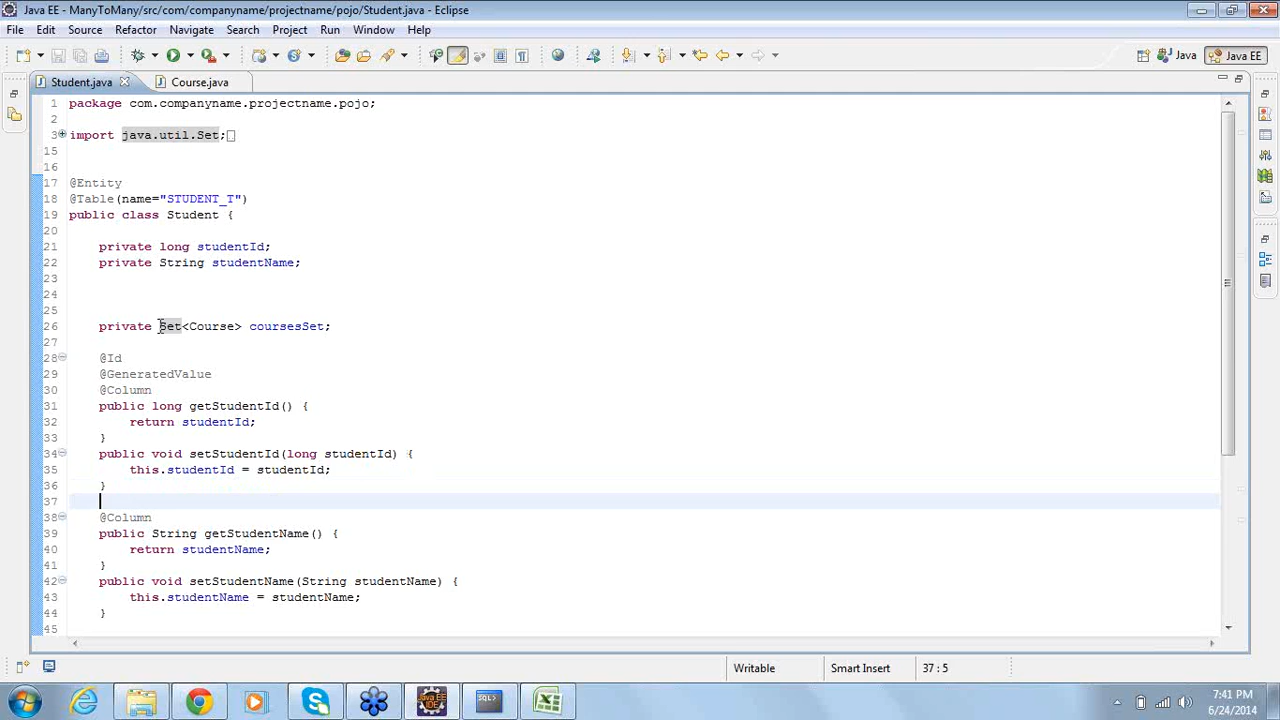 Java EE - ManyToMany/src/com/companyname/projectname/pojo/Student.java - Eclipse
File Edit Source Refactor Navigate Search Project Run Window Help
Java Java EE
Student.java Course.java
1 package com.companyname.projectname.pojo;
2
3 import java.util.Set;
15
16
17 @Entity
18 @Table(name="STUDENT_T")
19 public class Student {
20
21 private long studentId;
22 private String studentName;
23
24
25
26 private Set<Course> coursesSet;
27
28 @Id
29 @GeneratedValue
30 @Column
31 public long getStudentId() {
32 return studentId;
33 }
34 public void setStudentId(long studentId) {
35 this.studentId = studentId;
36 }
37
38 @Column
39 public String getStudentName() {
40 return studentName;
41 }
42 public void setStudentName(String studentName) {
43 this.studentName = studentName;
44 }
45
Writable Smart Insert 37 : 5
7:41 PM
6/24/2014